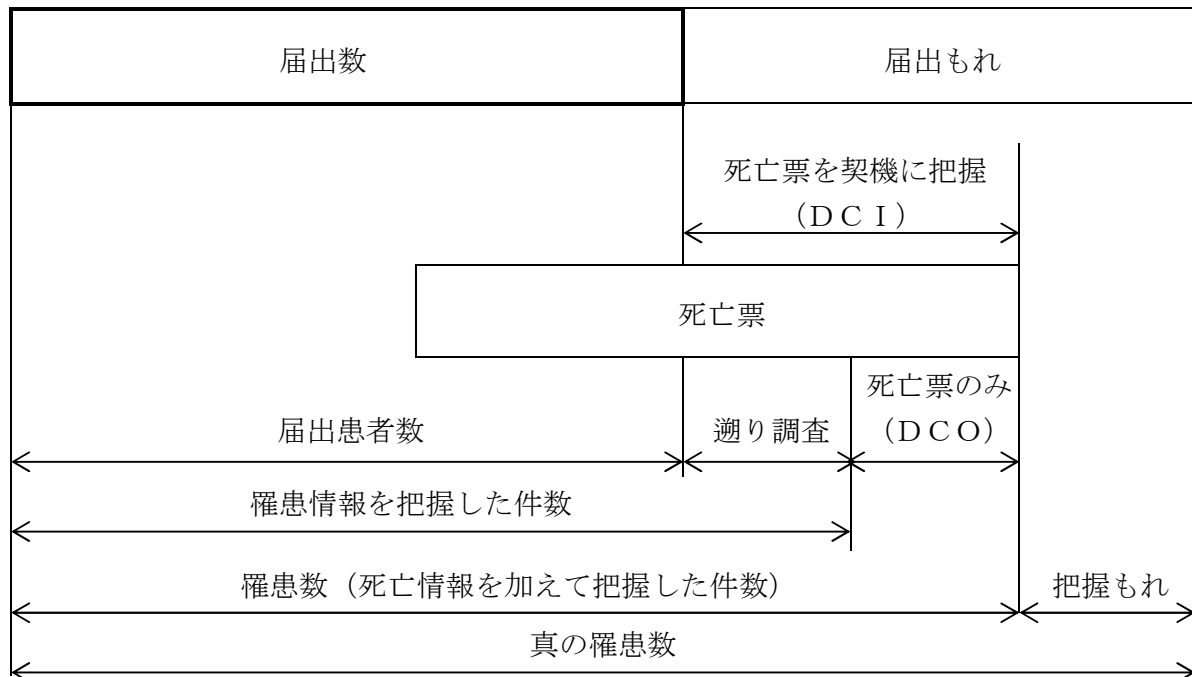 届出数
届出もれ
死亡票を契機に把握
（ＤＣＩ）
死亡票
死亡票のみ
（ＤＣＯ）
届出患者数
遡り調査
罹患情報を把握した件数
罹患数（死亡情報を加えて把握した件数）
把握もれ
真の罹患数